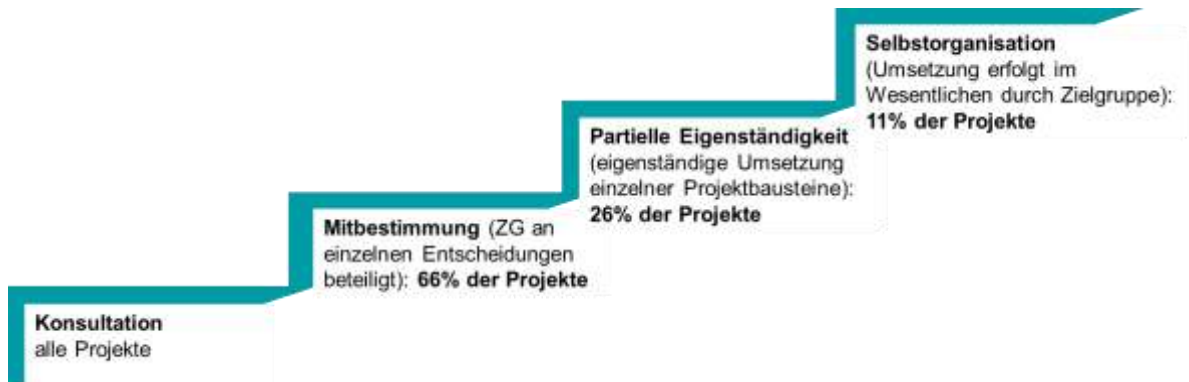 Selbstorganisation
(Umsetzung erfolgt im
Wesentlichen durch Zielgruppe):
11% der Projekte
Partielle Eigenständigkeit
(eigenständige Umsetzung
einzelner Projektbausteine):
26% der Projekte
Mitbestimmung (ZG an
einzelnen Entscheidungen
beteiligt): 66% der Projekte
Konsultation
alle Projekte